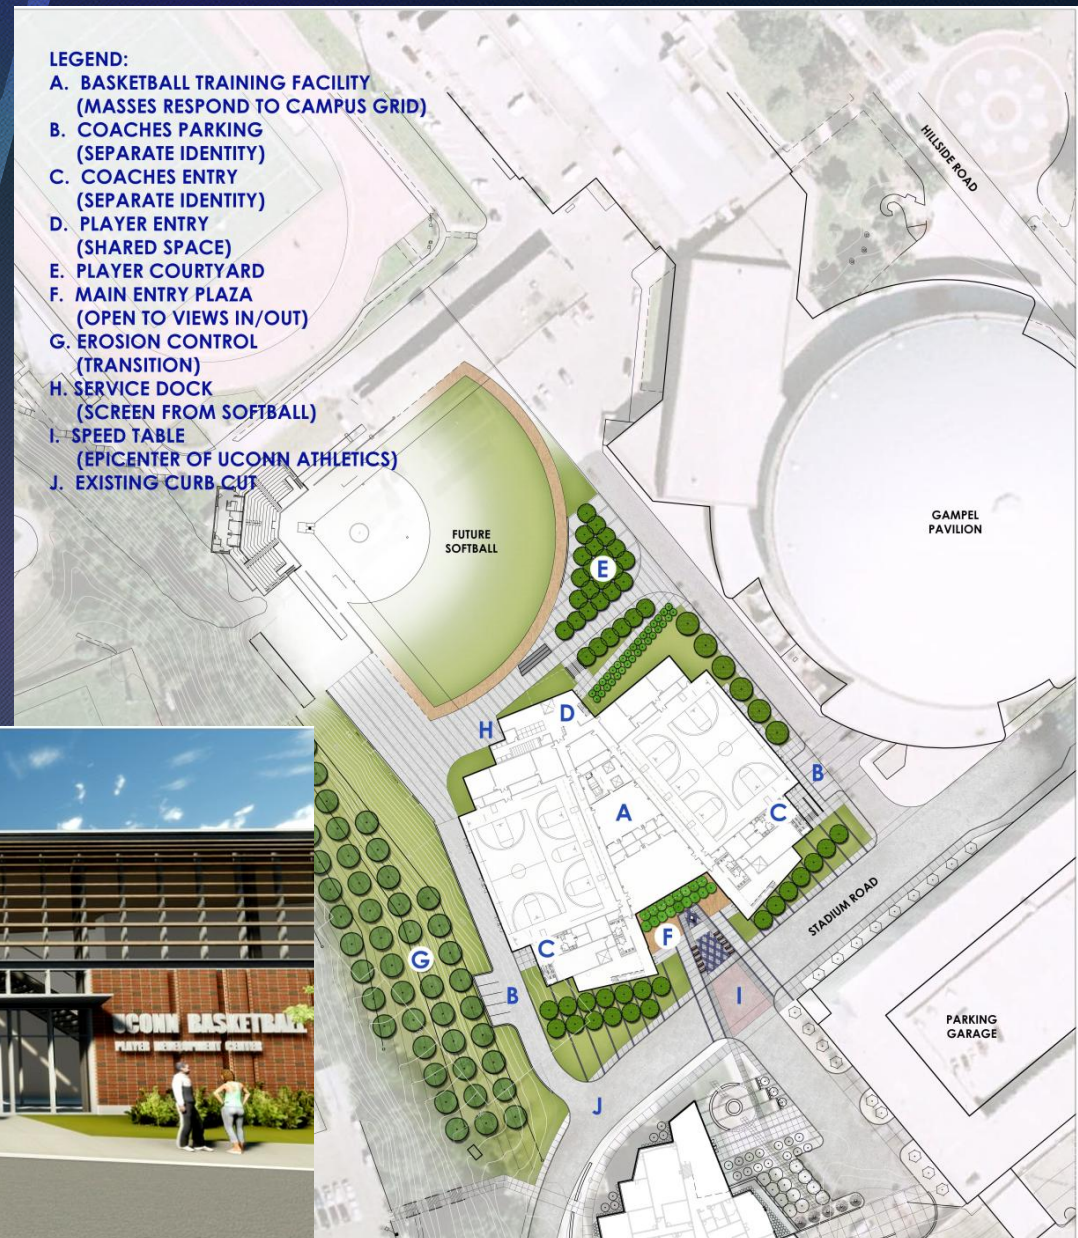 LEGEND:
A. BASKETBALL TRAINING FACILITY
(MASSES RESPOND TO CAMPUS GRID)
B. COACHES PARKING
(SEPARATE IDENTITY)
C. COACHES ENTRY
(SEPARATE IDENTITY)
D. PLAYER ENTRY
(SHARED SPACE)
E. PLAYER COURTYARD
F. MAIN ENTRY PLAZA
(OPEN TO VIEWS IN/OUT)
G. EROSION CONTROL
(TRANSITION)
H. SERVICE DOCK
(SCREEN FROM SOFTBALL)
I. SPEED TABLE
(EPICENTER OF UCONN ATHLETICS)
J. EXISTING CURB CUT
HILLSIDE ROAD
GAMPEL
PAVILION
FUTURE
SOFTBALL
E
D
H
B
A
C
STADIUM ROAD
F
C
G
B
I
PARKING
GARAGE
J
UCONN BASKETBALL
PLAYER DEVELOPMENT CENTER